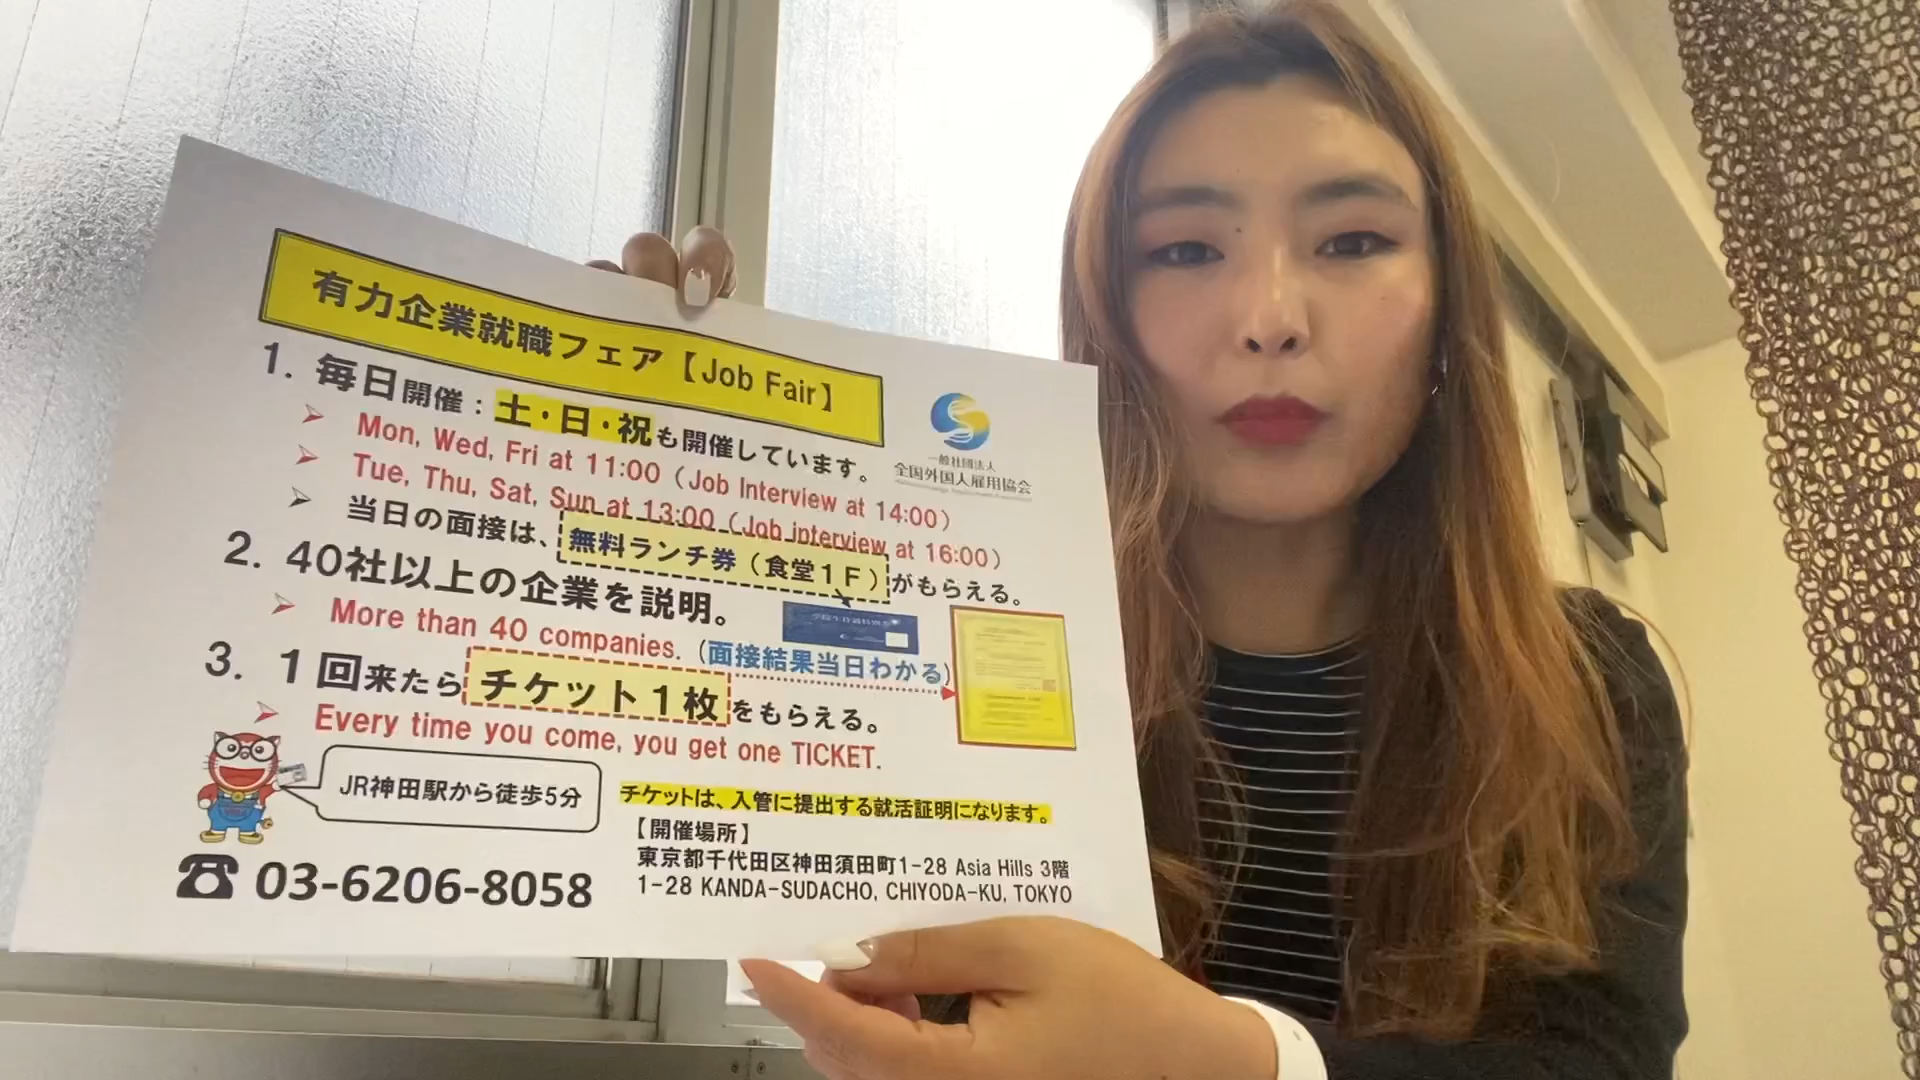 有力企業就職フェア【Job Fair】
1. 毎日開催：土・日・祝も開催しています。
Mon, Wed, Fri at 11:00（Job Interview at 14:00）
Tue, Thu, Sat, Sun at 13:00（Job interview at 16:00）
当日の面接は、無料ランチ券（食堂１Ｆ）がもらえる。
一般社団法人
全国外国人雇用協会
2. 40社以上の企業を説明。
More than 40 companies.（面接結果当日わかる）
3. １回来たらチケット１枚をもらえる。
Every time you come, you get one TICKET.
JR神田駅から徒歩5分
チケットは、入管に提出する就活証明になります。
【開催場所】
東京都千代田区神田須田町1-28 Asia Hills 3階
1-28 KANDA-SUDACHO, CHIYODA-KU, TOKYO
☎ 03-6206-8058